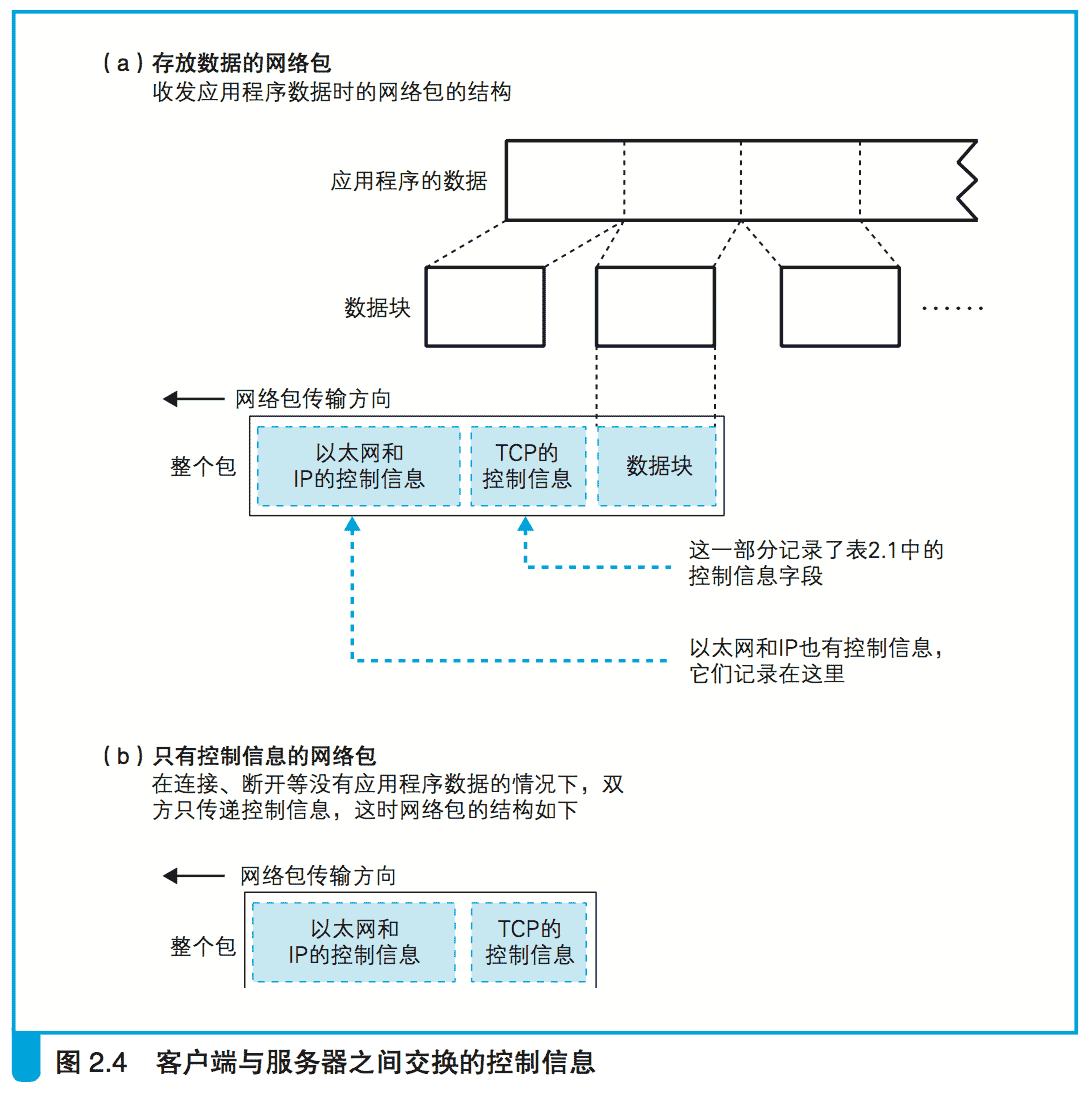 （a）存放数据的网络包
收发应用程序数据时的网络包的结构
应用程序的数据
数据块
……
网络包传输方向
整个包
以太网和
IP的控制信息
TCP的
控制信息
数据块
这一部分记录了表2.1中的
控制信息字段
以太网和IP也有控制信息，
它们记录在这里
（b）只有控制信息的网络包
在连接、断开等没有应用程序数据的情况下，双
方只传递控制信息，这时网络包的结构如下
网络包传输方向
整个包
以太网和
IP的控制信息
TCP的
控制信息
图 2.4 客户端与服务器之间交换的控制信息